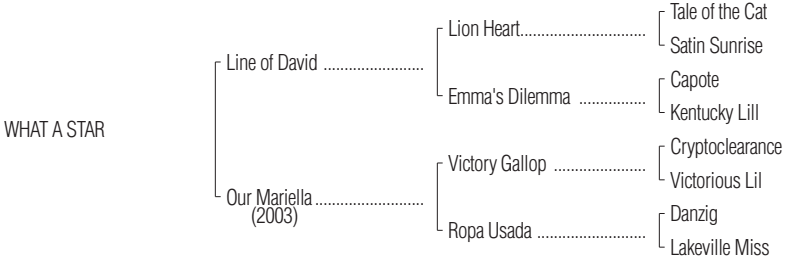 Tale of the Cat
Lion Heart..............................
Satin Sunrise
Line of David ........................
Capote
Emma's Dilemma ................
Kentucky Lill
WHAT A STAR
Cryptoclearance
Victory Gallop ......................
Victorious Lil
Our Mariella ..........................
(2003)
Danzig
Ropa Usada ..........................
Lakeville Miss